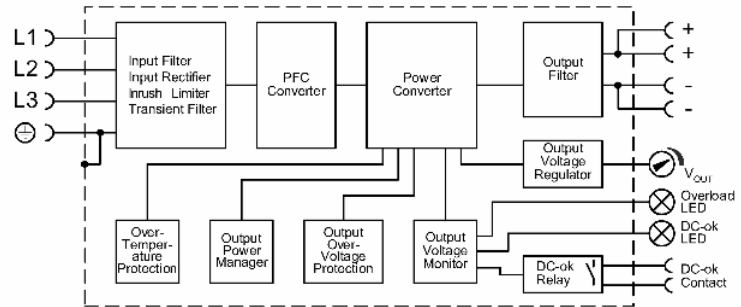 L1
L2
L3
Input Filter
Input Rectifier
Inrush Limiter
Transient Filter
PFC
Converter
Power
Converter
Output
Filter
+
+
-
-
Output
Voltage
Regulator
VOUT
Over-
Temper-
ature
Protection
Output
Power
Manager
Output
Over-
Voltage
Protection
Output
Voltage
Monitor
Overload
LED
DC-ok
LED
DC-ok
Relay
DC-ok
Contact